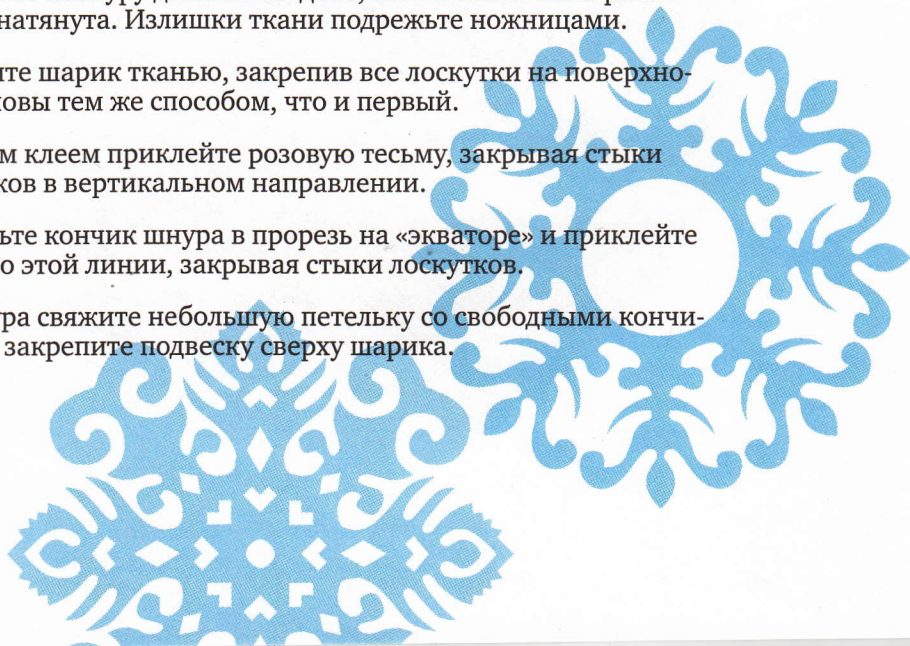 натянута. Излишки ткани подрежьте ножницами.
те шарик тканью, закрепив все лоскутки на поверхно-
овы тем же способом, что и первый.
м клеем приклейте розовую тесьму, закрывая стыки
ков в вертикальном направлении.
ьте кончик шнура в прорезь на «экваторе» и приклейте
о этой линии, закрывая стыки лоскутков.
ура свяжите небольшую петельку со свободными кончи-
закрепите подвеску сверху шарика.